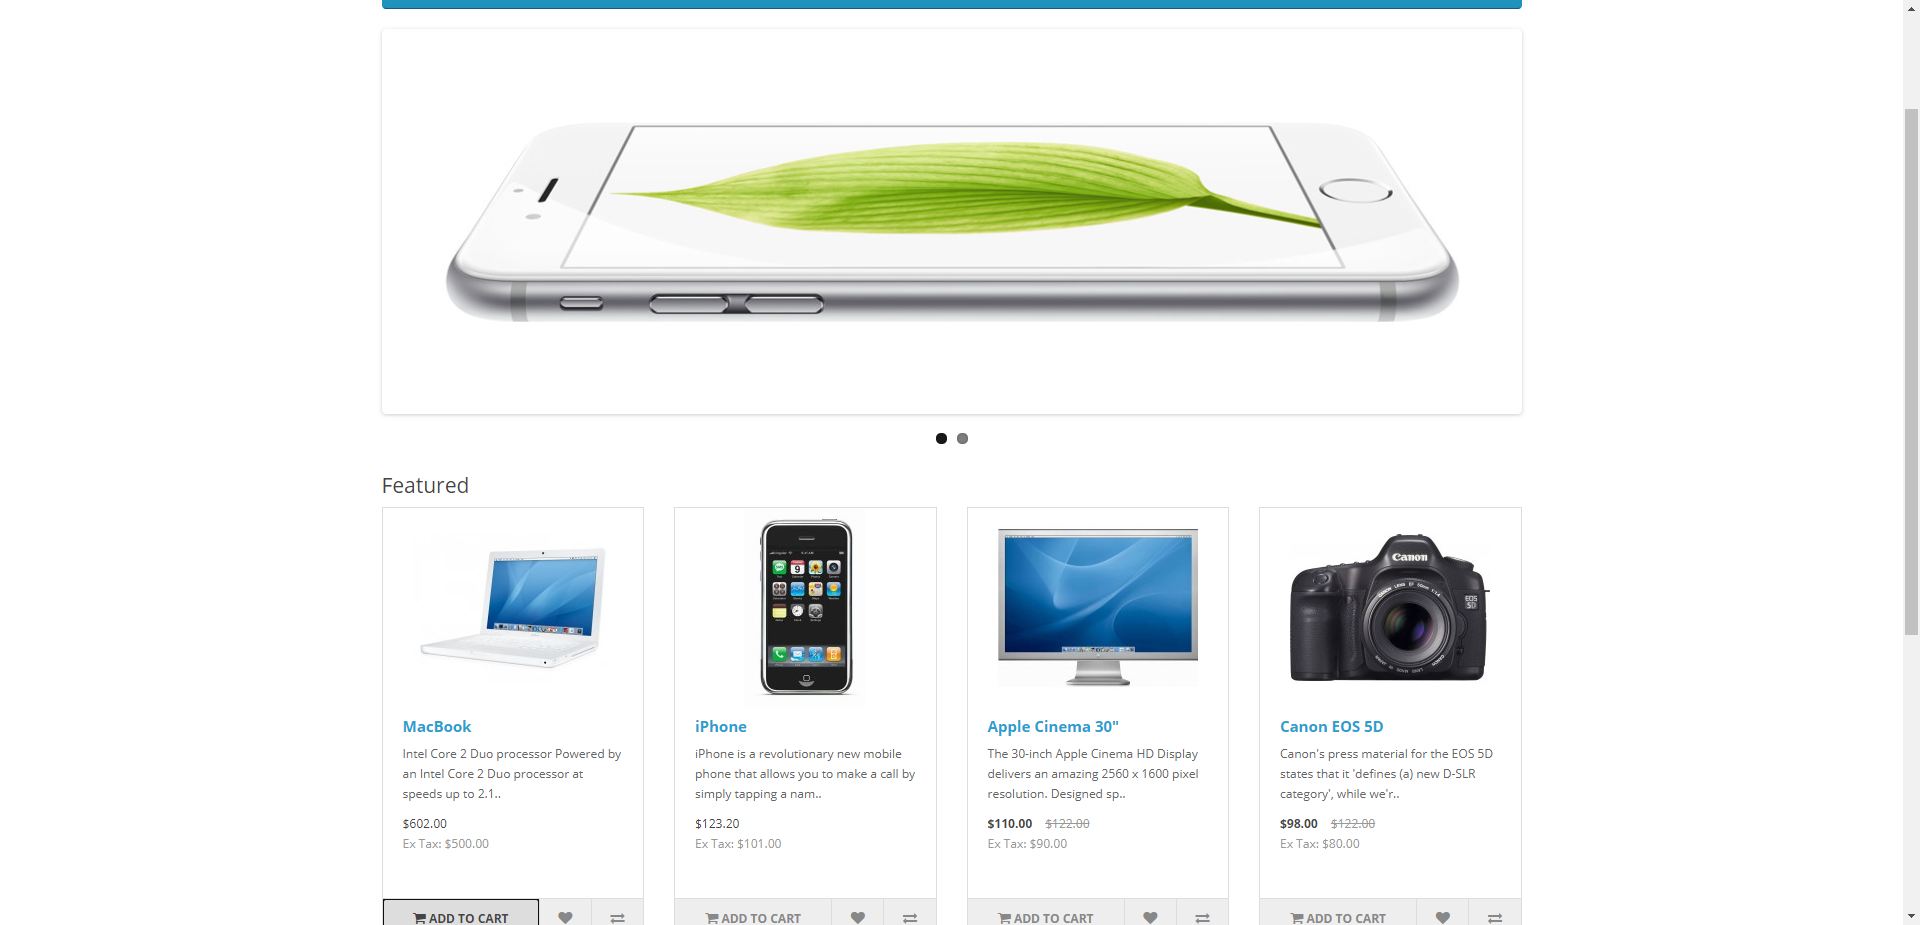 Featured
MacBook
Intel Core 2 Duo processor Powered by
an Intel Core 2 Duo processor at
speeds up to 2.1..
$602.00
Ex Tax: $500.00
ADD TO CART
iPhone
iPhone is a revolutionary new mobile
phone that allows you to make a call by
simply tapping a nam..
$123.20
Ex Tax: $101.00
ADD TO CART
Apple Cinema 30"
The 30-inch Apple Cinema HD Display
delivers an amazing 2560 x 1600 pixel
resolution. Designed sp..
$110.00 $122.00
Ex Tax: $90.00
ADD TO CART
Canon
EOS
5D
Canon EOS 5D
Canon's press material for the EOS 5D
states that it 'defines (a) new D-SLR
category', while we'r..
$98.00 $122.00
Ex Tax: $80.00
ADD TO CART